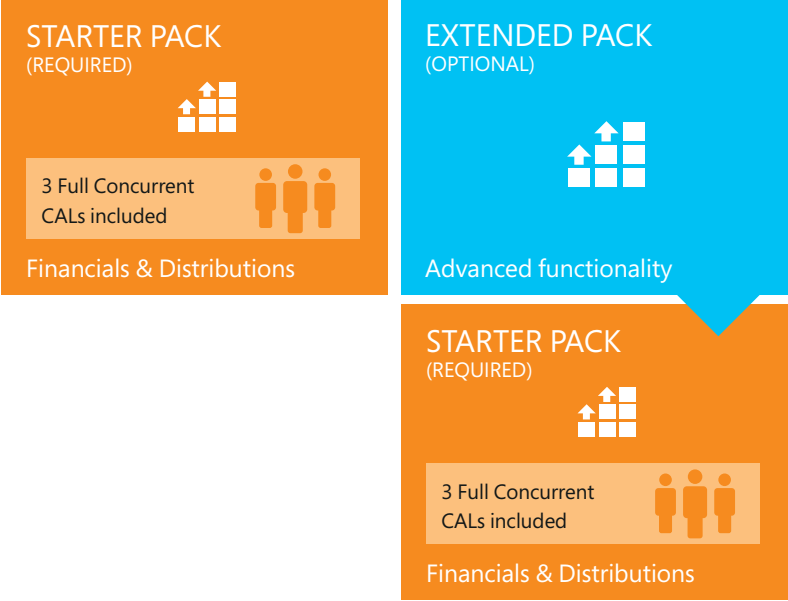 STARTER PACK
(REQUIRED)
3 Full Concurrent
CALs included
Financials & Distributions
EXTENDED PACK
(OPTIONAL)
Advanced functionality
STARTER PACK
(REQUIRED)
3 Full Concurrent
CALs included
Financials & Distributions